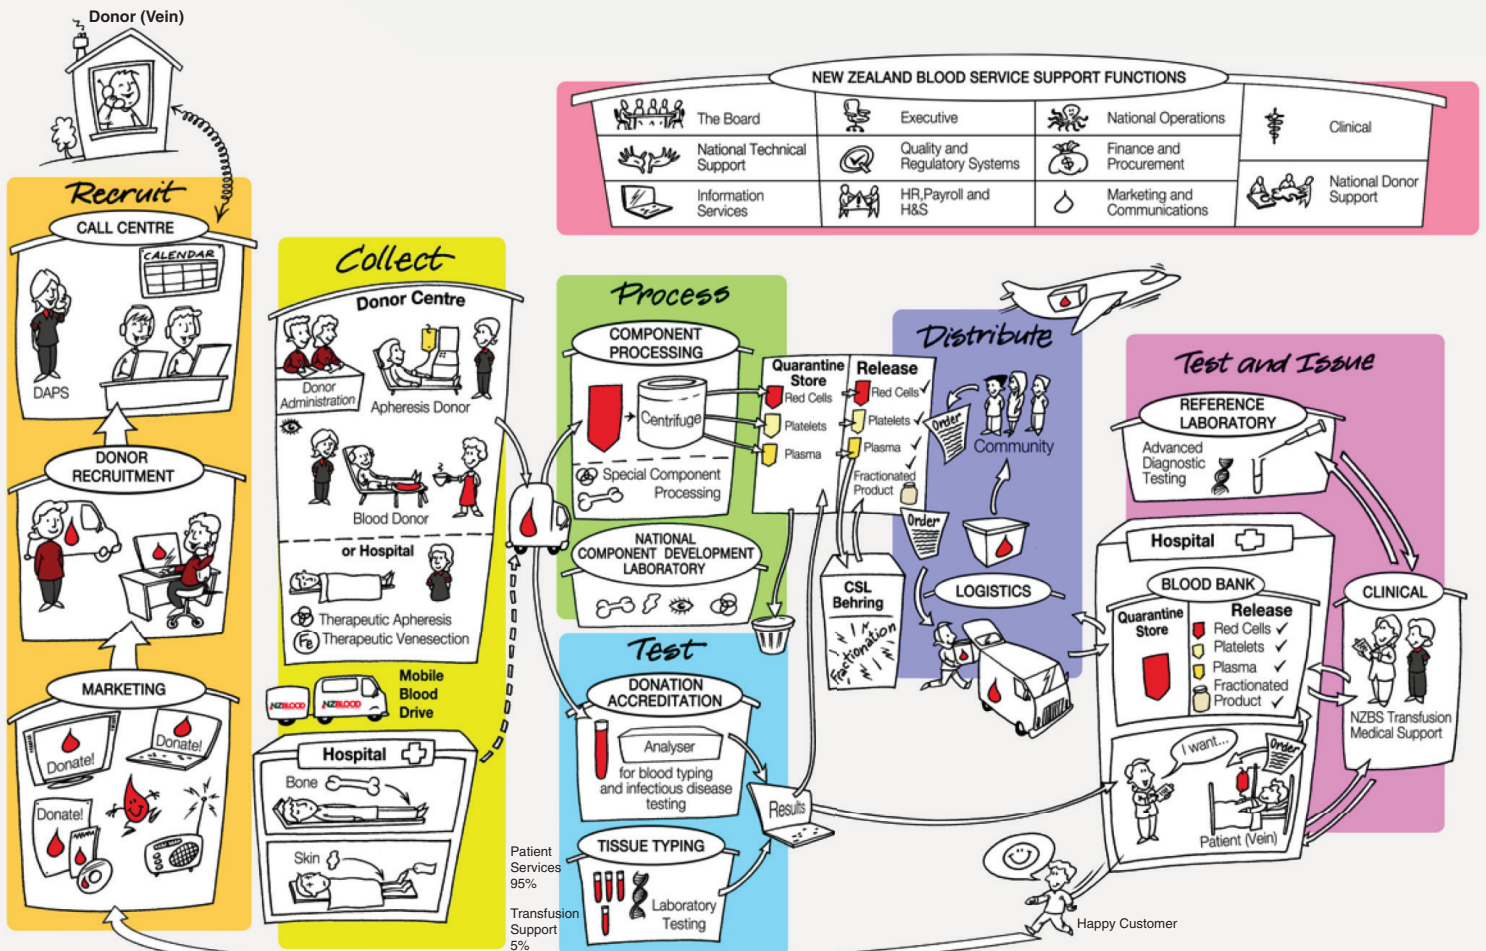 Donor (Vein)
NEW ZEALAND BLOOD SERVICE SUPPORT FUNCTIONS
The Board
Executive
National Operations
Clinical
National Technical
Support
Quality and
Regulatory Systems
Finance and
Procurement
National Donor
Support
Information
Services
HR,Payroll and
H&S
Marketing and
Communications
Recruit
CALL CENTRE
CALENDAR
DAPS
DONOR
RECRUITMENT
MARKETING
Donate!
Donate!
Donate!
Collect
Donor Centre
Donor
Administration
Apheresis Donor
Blood Donor
or Hospital
Therapeutic Apheresis
Fe
Therapeutic Venesection
NZBLOOD
NZBLOOD
Mobile
Blood
Drive
Hospital
Bone
Skin
Patient
Services
95%
Transfusion
Support
5%
Process
COMPONENT
PROCESSING
Centrifuge
Special Component
Processing
NATIONAL
COMPONENT DEVELOPMENT
LABORATORY
Quarantine
Store
Red Cells
Platelets
Plasma
Release
Red Cells ✓
Platelets ✓
Plasma ✓
Fractionated ✓
Product
CSL
Behring
Fractionation
Test
DONATION
ACCREDITATION
Analyser
for blood typing
and infectious disease
testing
TISSUE TYPING
Laboratory
Testing
Results
Distribute
Order
Community
Order
LOGISTICS
Test and Issue
REFERENCE
LABORATORY
Advanced
Diagnostic
Testing
Hospital
BLOOD BANK
Quarantine
Store
Release
Red Cells ✓
Platelets ✓
Plasma ✓
Fractionated
Product ✓
I want...
Order
Patient (Vein)
CLINICAL
NZBS Transfusion
Medical Support
Happy Customer